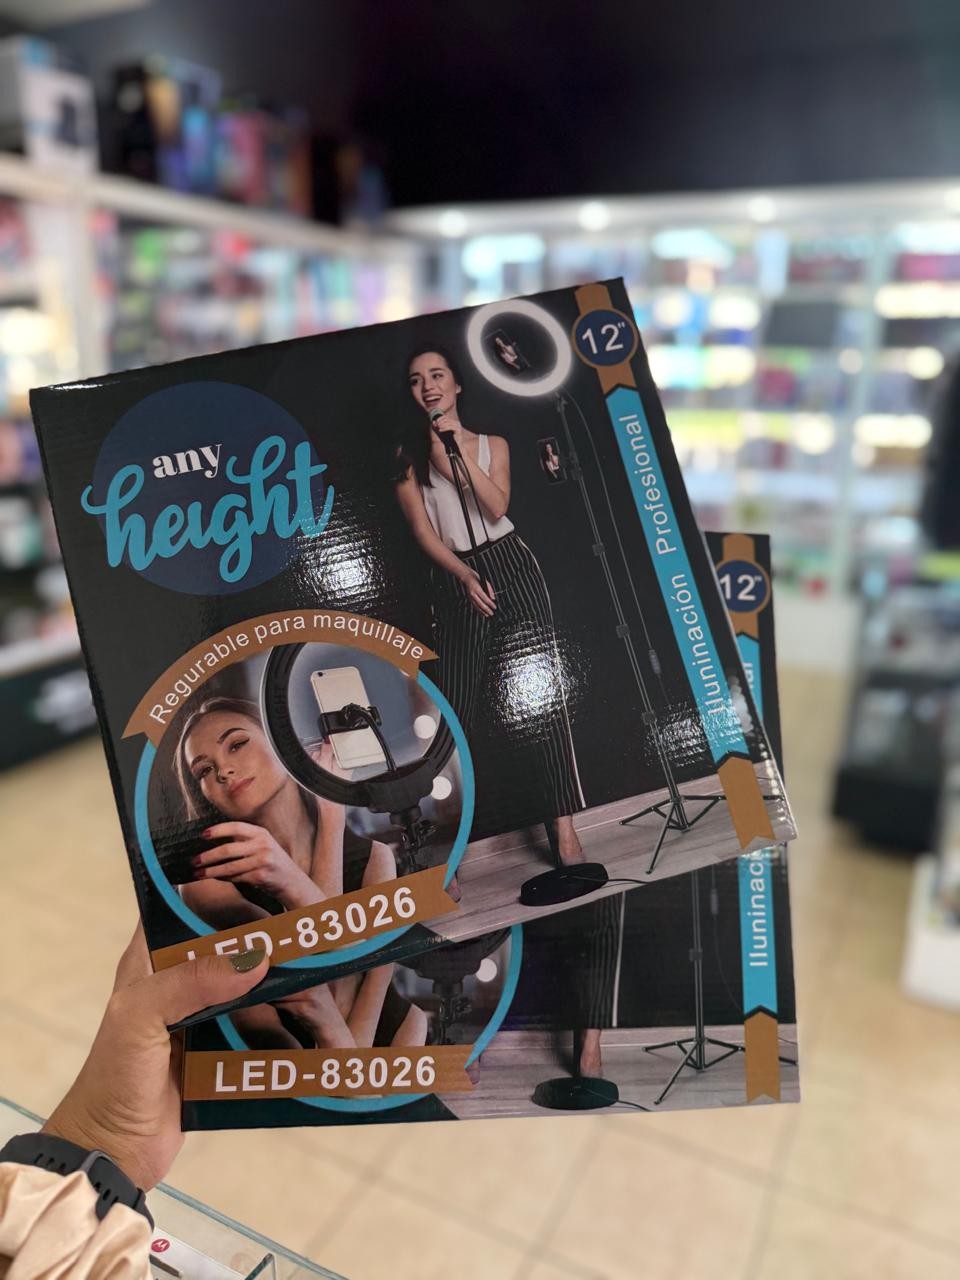 any
height
12"
Iluninación Profesional
Regurable para maquillaje
LED-83026
12"
Iluninac
LED-83026